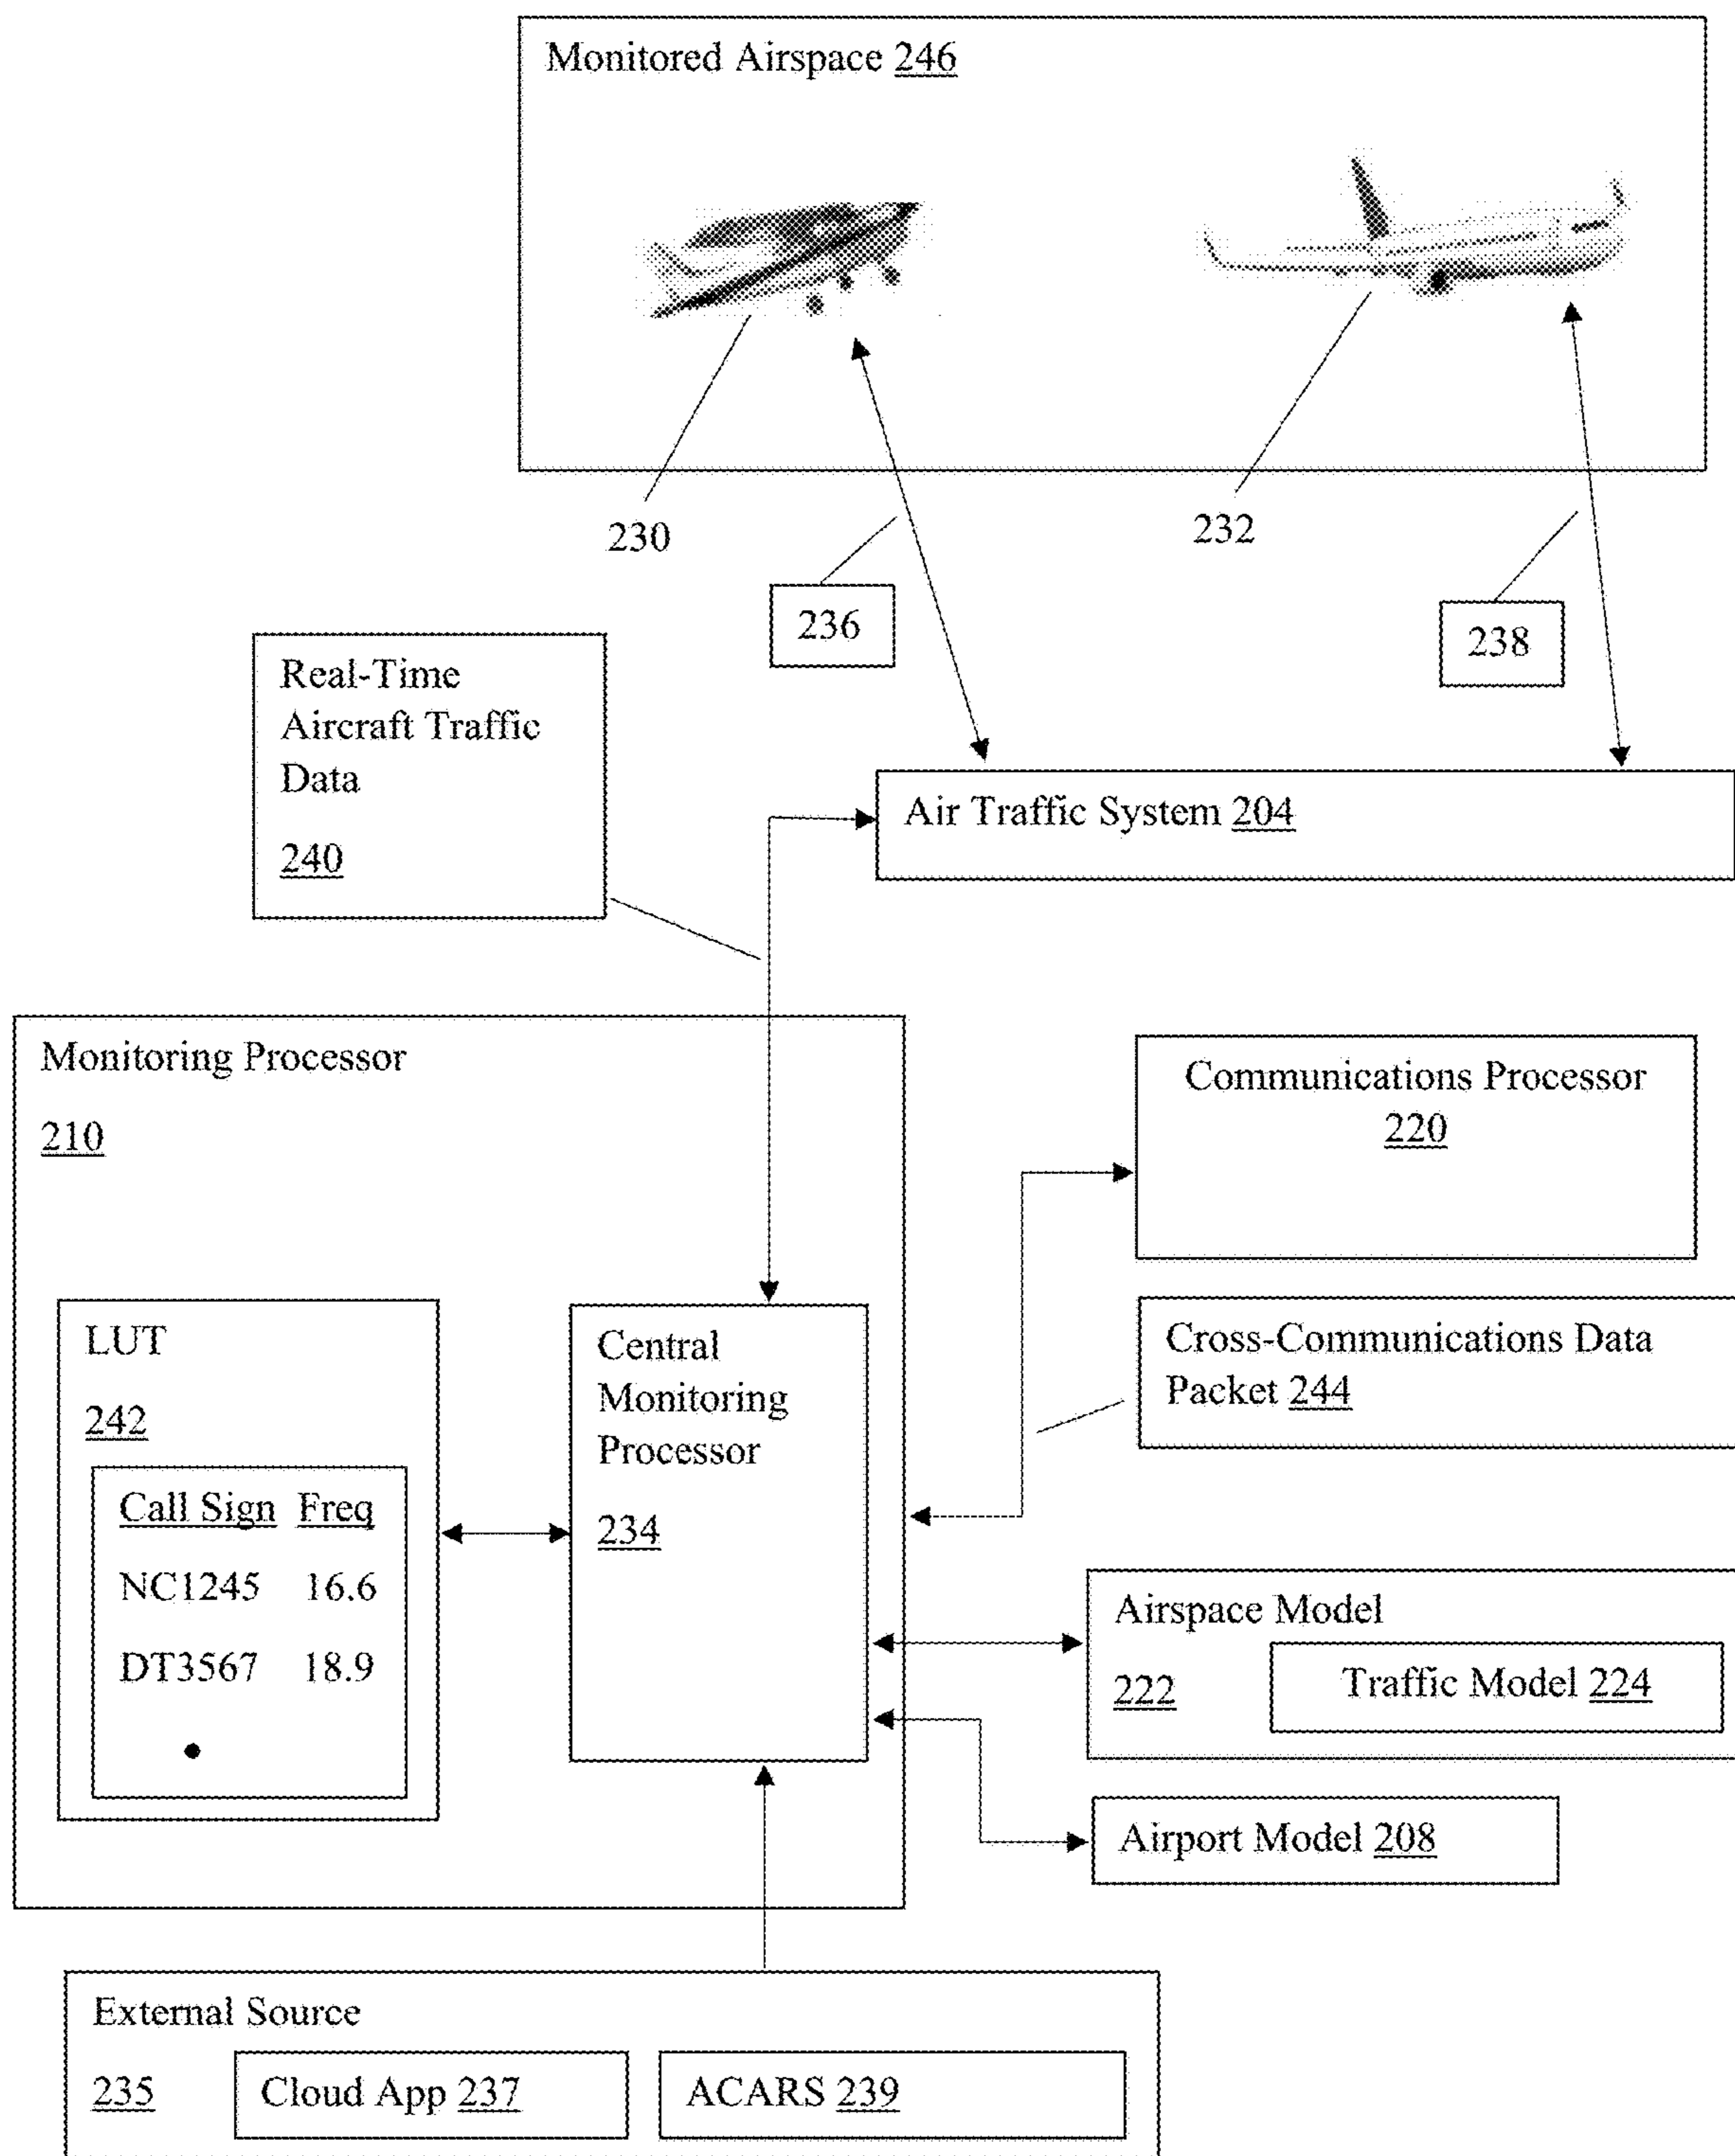 Monitored Airspace 246
230
232
236
238
Real-Time
Aircraft Traffic
Data
240
Air Traffic System 204
Monitoring Processor
210
Communications Processor
220
LUT
242
Call Sign Freq
NC1245 16.6
DT3567 18.9
Central
Monitoring
Processor
234
Cross-Communications Data
Packet 244
Airspace Model
222
Traffic Model 224
Airport Model 208
External Source
235
Cloud App 237
ACARS 239